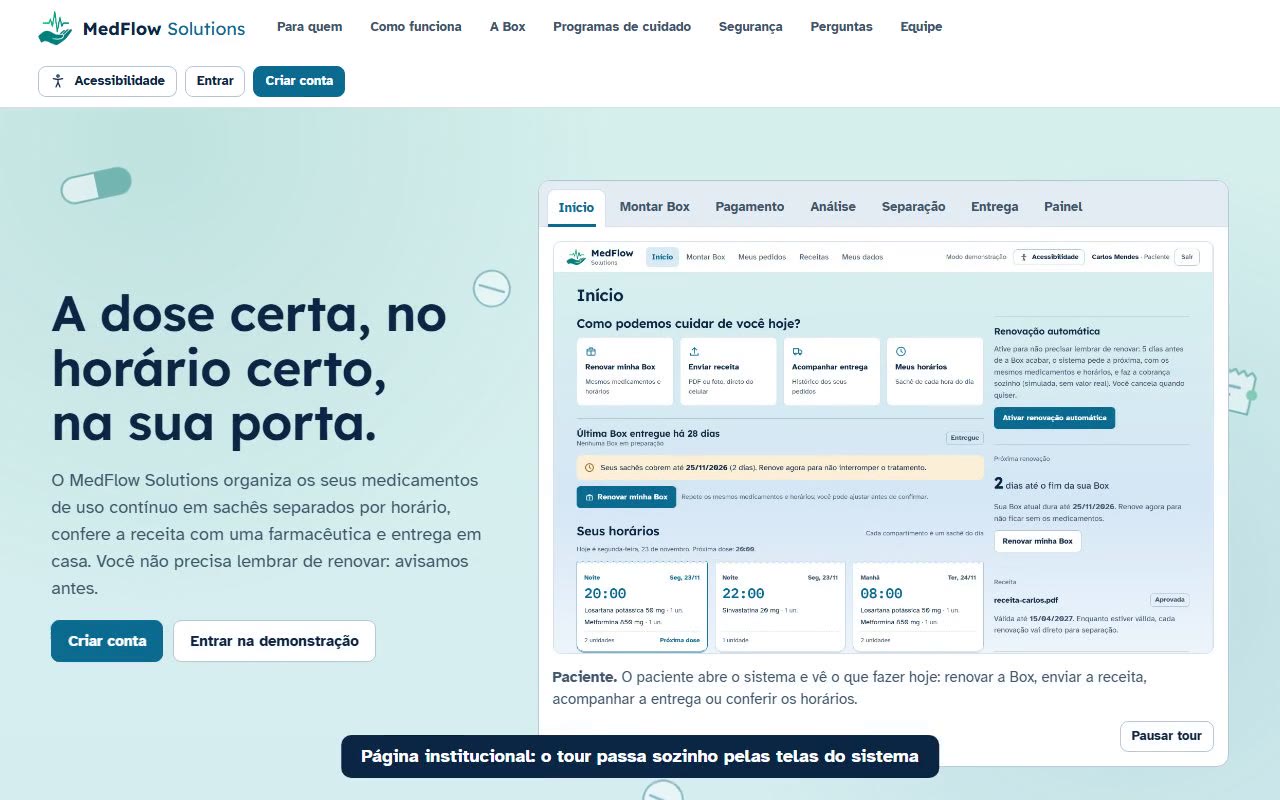 MedFlow Solutions
Para quem
Como funciona
A Box
Programas de cuidado
Segurança
Perguntas
Equipe
Acessibilidade
Entrar
Criar conta
A dose certa, no
horário certo,
na sua porta.
O MedFlow Solutions organiza os seus medicamentos
de uso contínuo em sachês separados por horário,
confere a receita com uma farmacêutica e entrega em
casa. Você não precisa lembrar de renovar: avisamos
antes.
Criar conta
Entrar na demonstração
Início
Montar Box
Pagamento
Análise
Separação
Entrega
Painel
MedFlow
Solutions
Início
Montar Box
Meus pedidos
Receitas
Meus dados
Modo demonstração
Acessibilidade
Carlos Mendes · Paciente
Sair
Início
Como podemos cuidar de você hoje?
Renovar minha Box
Mesmos medicamentos e
horários
Enviar receita
PDF ou foto, direto do
celular
Acompanhar entrega
Histórico dos seus
pedidos
Meus horários
Sachê de cada hora do dia
Última Box entregue há 28 dias
Nenhuma Box em preparação
Entregue
Seus sachês cobrem até 25/11/2026 (2 dias). Renove agora para não interromper o tratamento.
Renovar minha Box
Repete os mesmos medicamentos e horários; você pode ajustar antes de confirmar.
Seus horários
Cada compartimento é um sachê do dia
Hoje é segunda-feira, 23 de novembro. Próxima dose: 20:00.
Noite
Seg, 23/11
20:00
Losartana potássica 50 mg · 1 un.
Metformina 850 mg · 1 un.
2 unidades
Próxima dose
Noite
Seg, 23/11
22:00
Sinvastatina 20 mg · 1 un.
1 unidade
Manhã
Ter, 24/11
08:00
Losartana potássica 50 mg · 1 un.
Metformina 850 mg · 1 un.
2 unidades
Renovação automática
Ative para não precisar lembrar de renovar: 5 dias antes
de a Box acabar, o sistema pede a próxima, com os
mesmos medicamentos e horários, e faz a cobrança
sozinho (simulada, sem valor real). Você cancela quando
quiser.
Ativar renovação automática
Próxima renovação
2 dias até o fim da sua Box
Sua Box atual dura até 25/11/2026. Renove agora para
não ficar sem os medicamentos.
Renovar minha Box
Receita
receita-carlos.pdf
Aprovada
Válida até 15/04/2027. Enquanto estiver válida, cada
renovação vai direto para separação.
Paciente. O paciente abre o sistema e vê o que fazer hoje: renovar a Box, enviar a receita,
acompanhar a entrega ou conferir os horários.
Pausar tour
Página institucional: o tour passa sozinho pelas telas do sistema